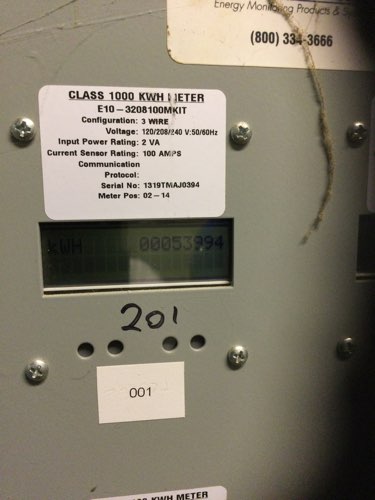 Energy Monitoring Products &
(800) 334-3666
CLASS 1000 KWH METER
E10-3208100MKIT
Configuration: 3 WIRE
Voltage: 120/208/240 V:50/60Hz
Input Power Rating: 2 VA
Current Sensor Rating: 100 AMPS
Communication
Protocol:
Serial No: 1319TMAJ0394
Meter Pos: 02-14
kWH 00053994
201
001
KWH METER